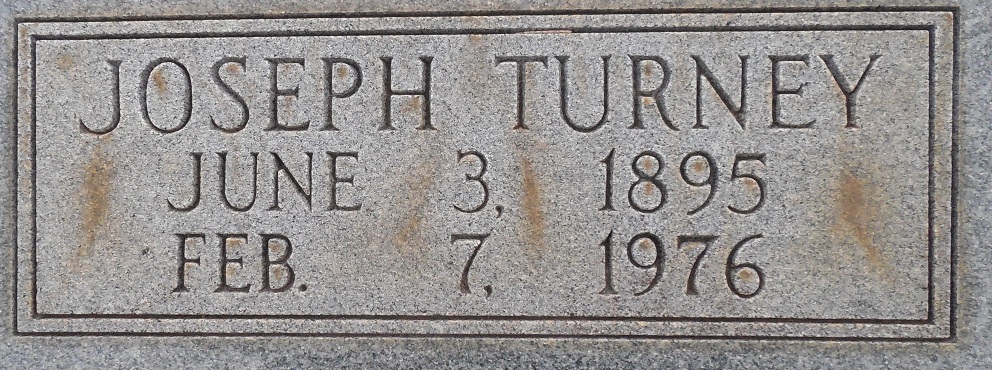 JOSEPH TURNEY
JUNE 3, 1895
FEB. 7, 1976